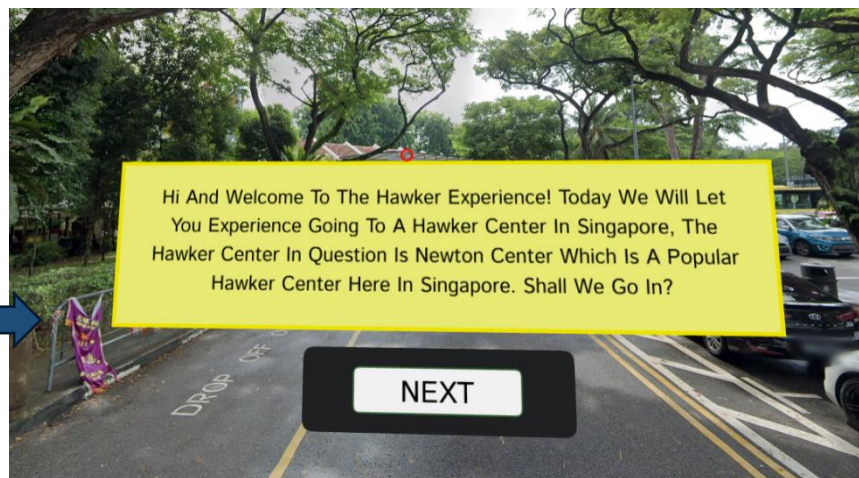 Hi And Welcome To The Hawker Experience! Today We Will Let
You Experience Going To A Hawker Center In Singapore, The
Hawker Center In Question Is Newton Center Which Is A Popular
Hawker Center Here In Singapore. Shall We Go In?
DROP OFF
NEXT